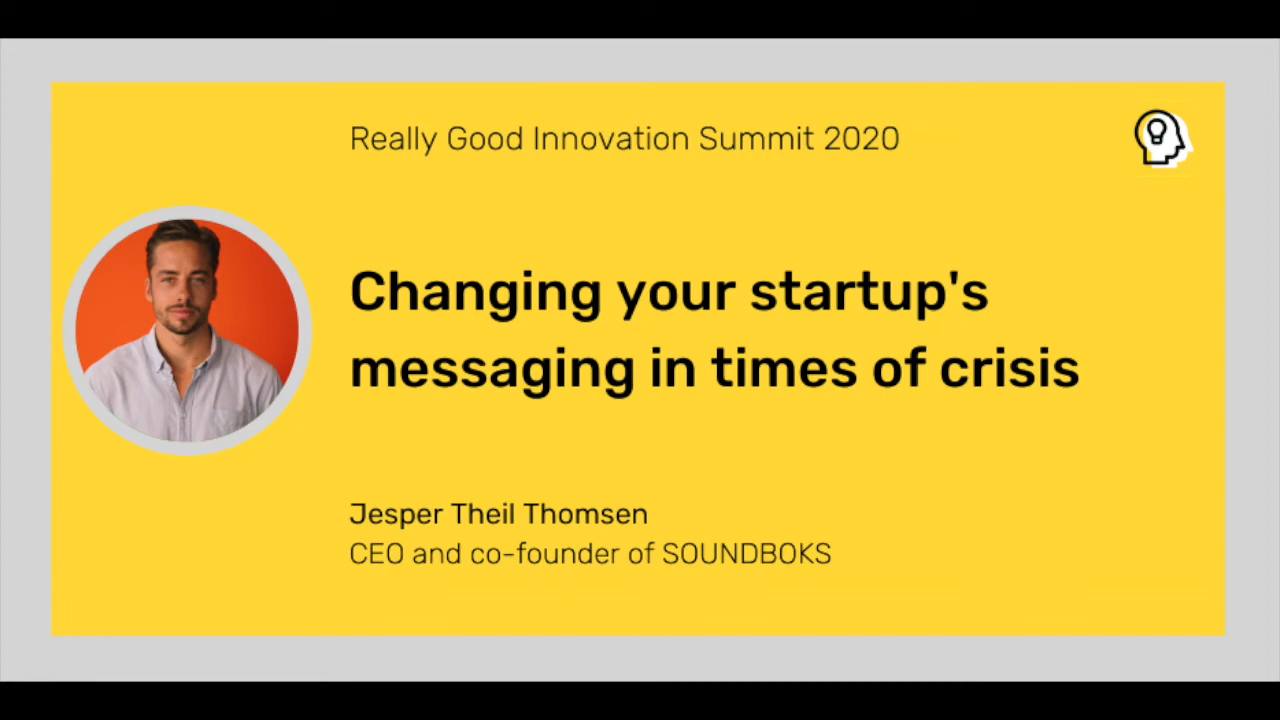 Really Good Innovation Summit 2020
Changing your startup's
messaging in times of crisis
Jesper Theil Thomsen
CEO and co-founder of SOUNDBOKS